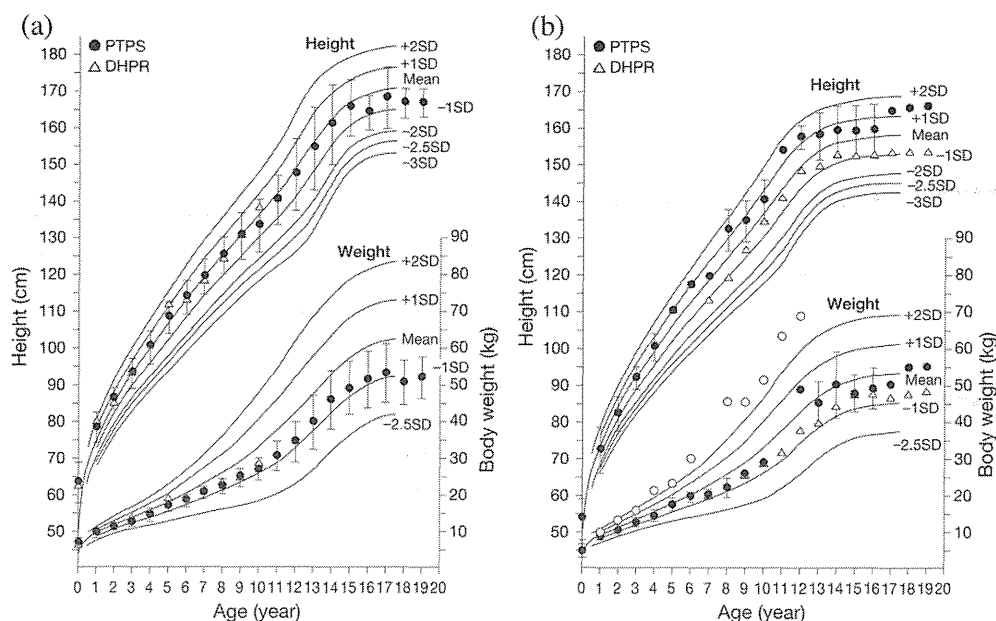 (a)
PTPS
DHPR
Height
+2SD
+1SD
Mean
−1SD
−2SD
−2.5SD
−3SD
Weight
+2SD
+1SD
Mean
−1SD
−2.5SD
Height (cm)
180
170
160
150
140
130
120
110
100
90
80
70
60
50
Body weight (kg)
90
80
70
60
50
40
30
20
10
0 1 2 3 4 5 6 7 8 9 10 11 12 13 14 15 16 17 18 19 20
Age (year)
(b)
PTPS
DHPR
Height
+2SD
+1SD
Mean
−1SD
−2SD
−2.5SD
−3SD
Weight
+2SD
+1SD
Mean
−1SD
−2.5SD
Height (cm)
180
170
160
150
140
130
120
110
100
90
80
70
60
50
Body weight (kg)
90
80
70
60
50
40
30
20
10
0 1 2 3 4 5 6 7 8 9 10 11 12 13 14 15 16 17 18 19 20
Age (year)